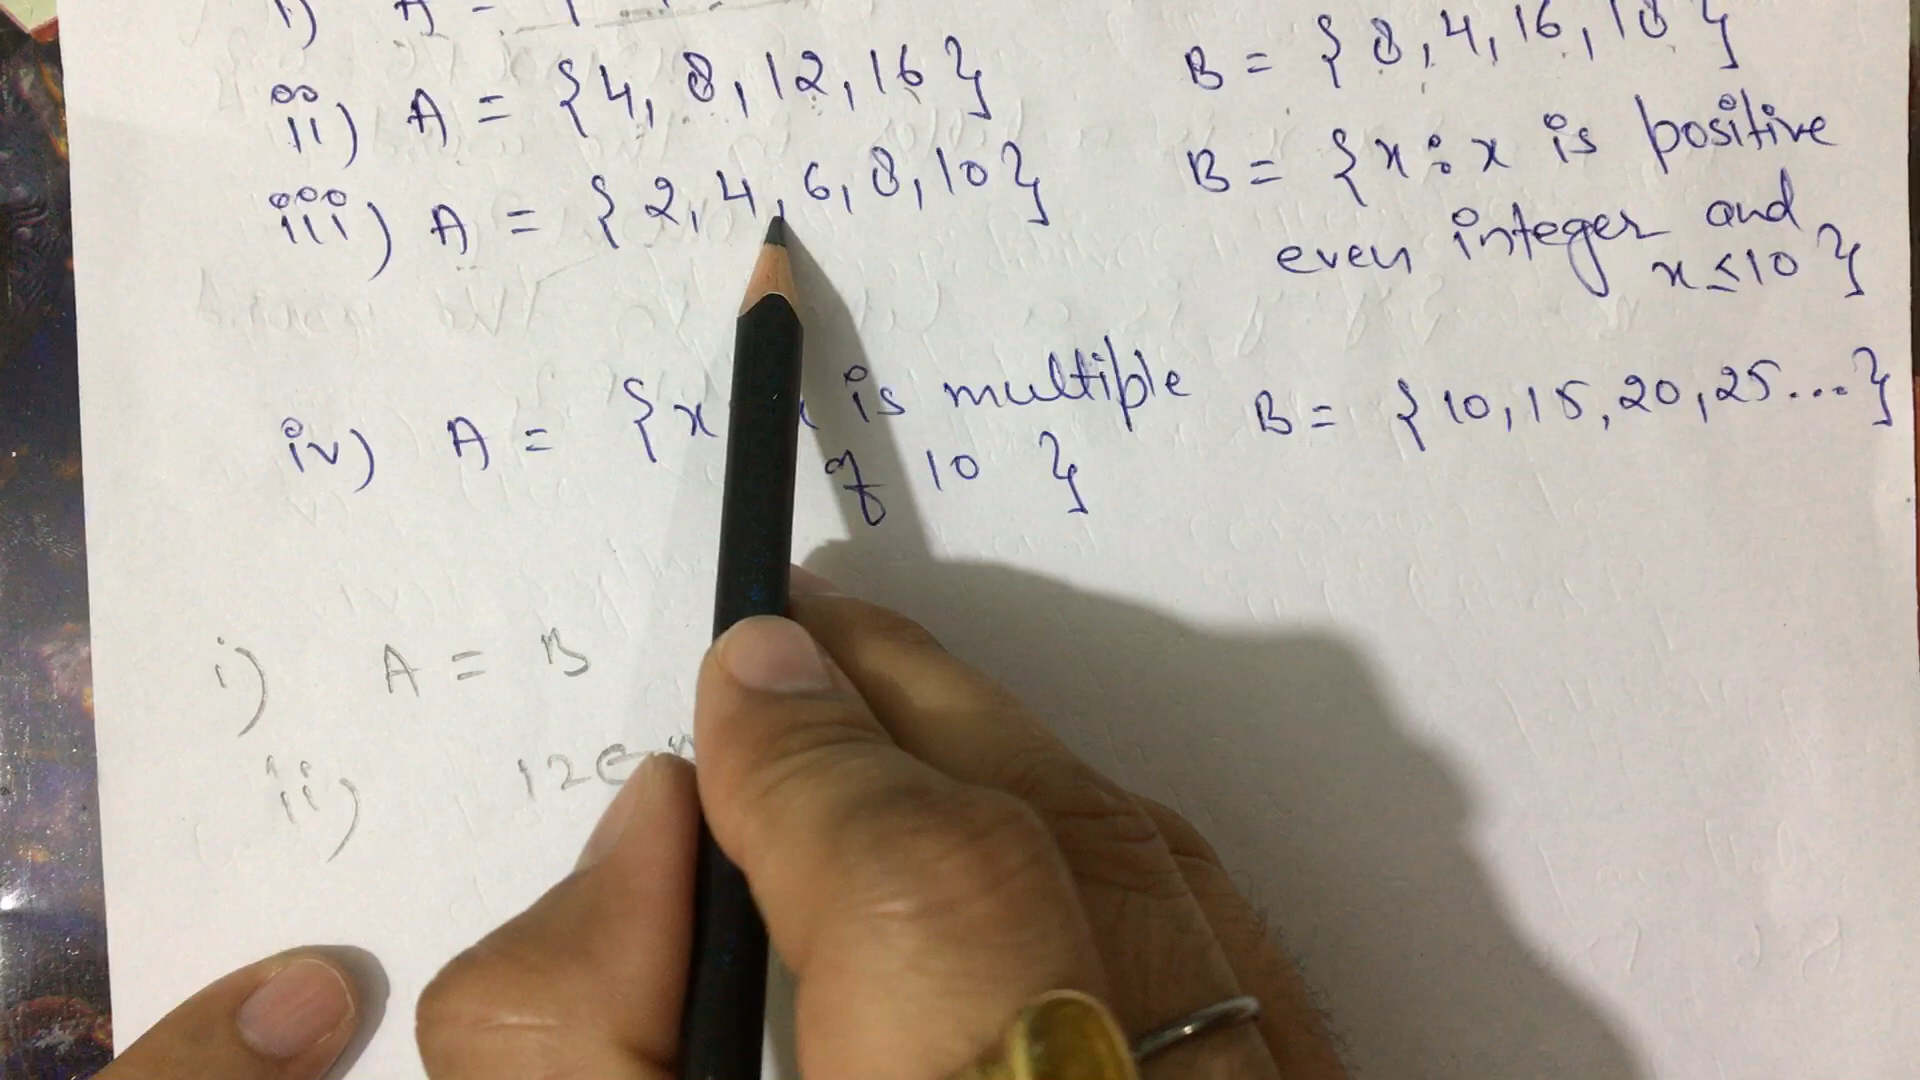 i) A =
ii) A = {4, 8, 12, 16} B = {8, 4, 16, 18}
iii) A = {2, 4, 6, 8, 10} B = {x : x is positive
even integer and
x ≤ 10}
iv) A = {x is multiple B = {10, 15, 20, 25...}
of 10 }
i) A = B
ii) 12 ∈